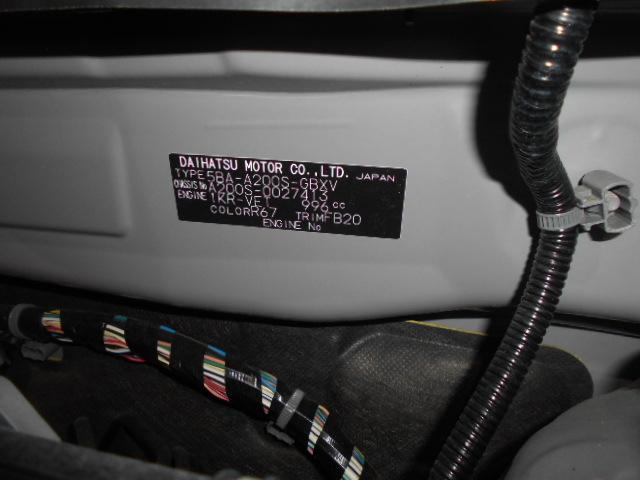 DAIHATSU MOTOR CO.,LTD. JAPAN
TYPE 5BA-A200S-GBXV
CHASSIS No A200S-0027413
ENGINE 1KR-VET 996 cc
COLOR R67 TRIM FB20
ENGINE No